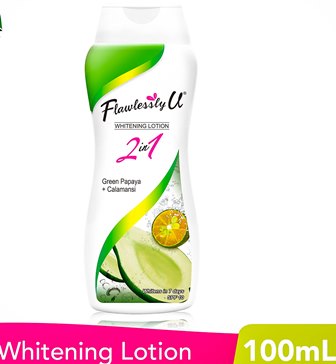 Flawlessly U®
WHITENING LOTION
2in1
Green Papaya
+ Calamansi
Whitens in 7 days
SPF 10
Whitening Lotion
100ml